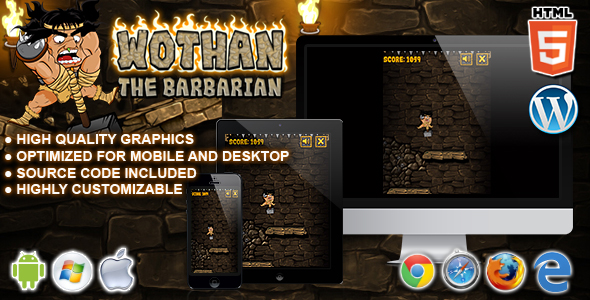 WOTHAN
THE BARBARIAN
• HIGH QUALITY GRAPHICS
• OPTIMIZED FOR MOBILE AND DESKTOP
• SOURCE CODE INCLUDED
• HIGHLY CUSTOMIZABLE
SCORE: 1059
SCORE: 1059
HTML
5
W